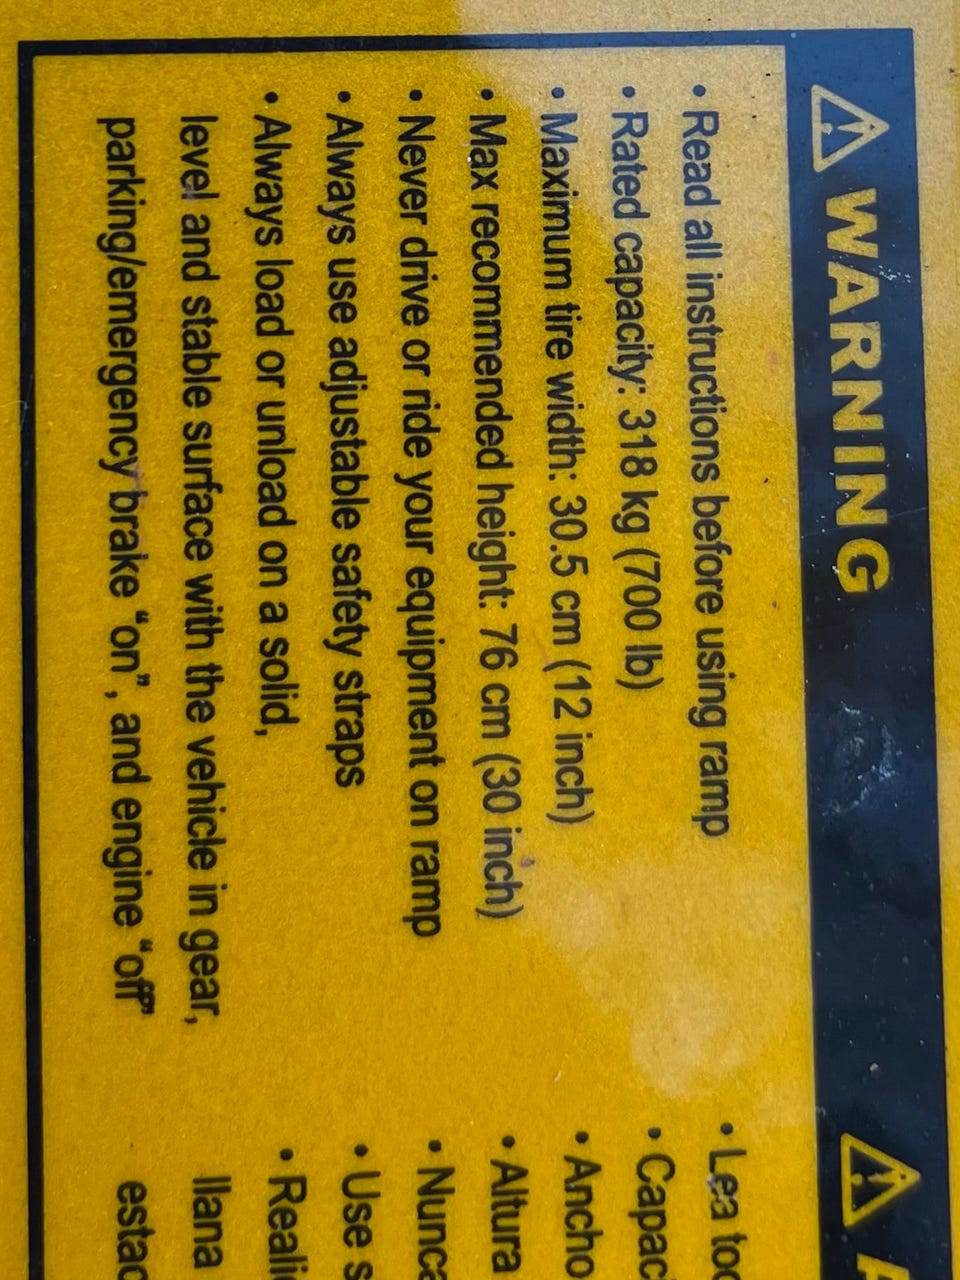 WARNING
• Read all instructions before using ramp
• Rated capacity: 318 kg (700 lb)
• Maximum tire width: 30.5 cm (12 inch)
• Max recommended height: 76 cm (30 inch)
• Never drive or ride your equipment on ramp
• Always use adjustable safety straps
• Always load or unload on a solid,
level and stable surface with the vehicle in gear,
parking/emergency brake “on”, and engine “off”
• Lea
• Ancho
• Altura
• Nunca
• Use
llana